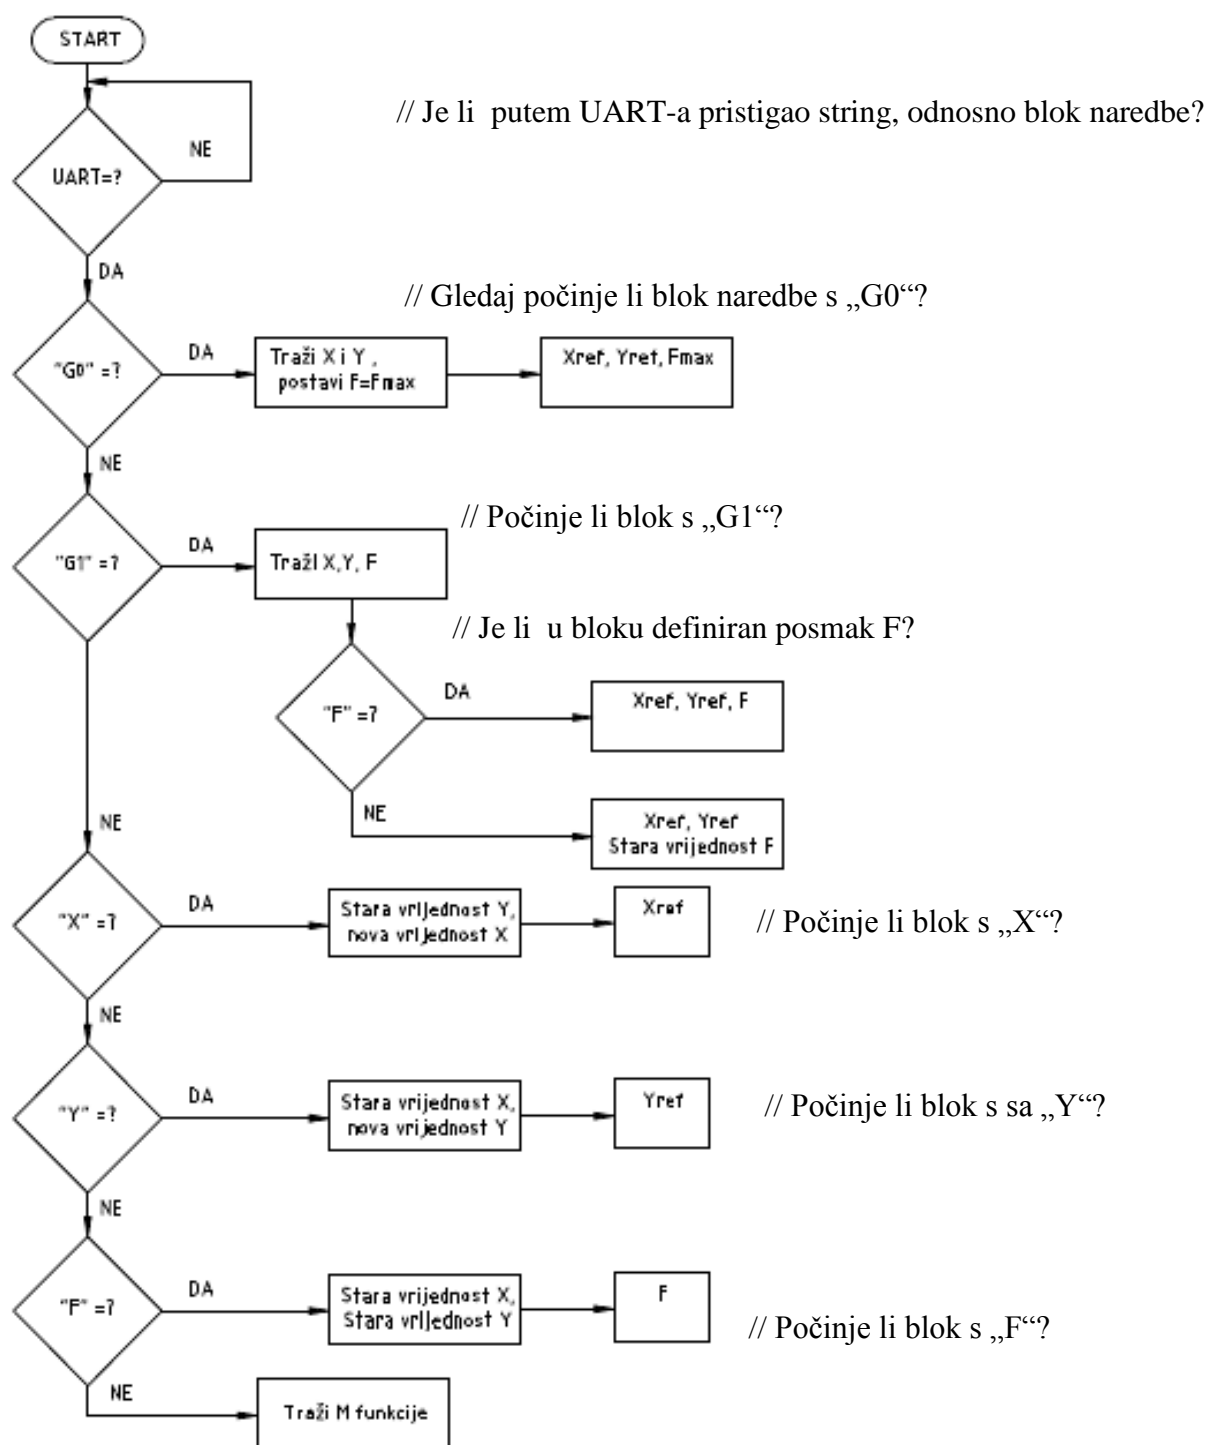 START
// Je li  putem UART-a pristigao string, odnosno blok naredbe?
NE
UART=?
DA
// Gledaj počinje li blok naredbe s „G0“?
DA
"G0" =?
Traži X i Y ,
postavi F=Fmax
Xref, Yref, Fmax
NE
// Počinje li blok s „G1“?
DA
"G1" =?
Traži X,Y, F
// Je li  u bloku definiran posmak F?
DA
"F" =?
Xref, Yref, F
NE
NE
Xref, Yref
Stara vrijednost F
DA
"X" =?
Stara vrijednost Y,
nova vrijednost X
Xref
// Počinje li blok s „X“?
NE
DA
"Y" =?
Stara vrijednost X,
nova vrijednost Y
Yref
// Počinje li blok s sa „Y“?
NE
DA
"F" =?
Stara vrijednost X,
Stara vrijednost Y
F
// Počinje li blok s „F“?
NE
Traži M funkcije